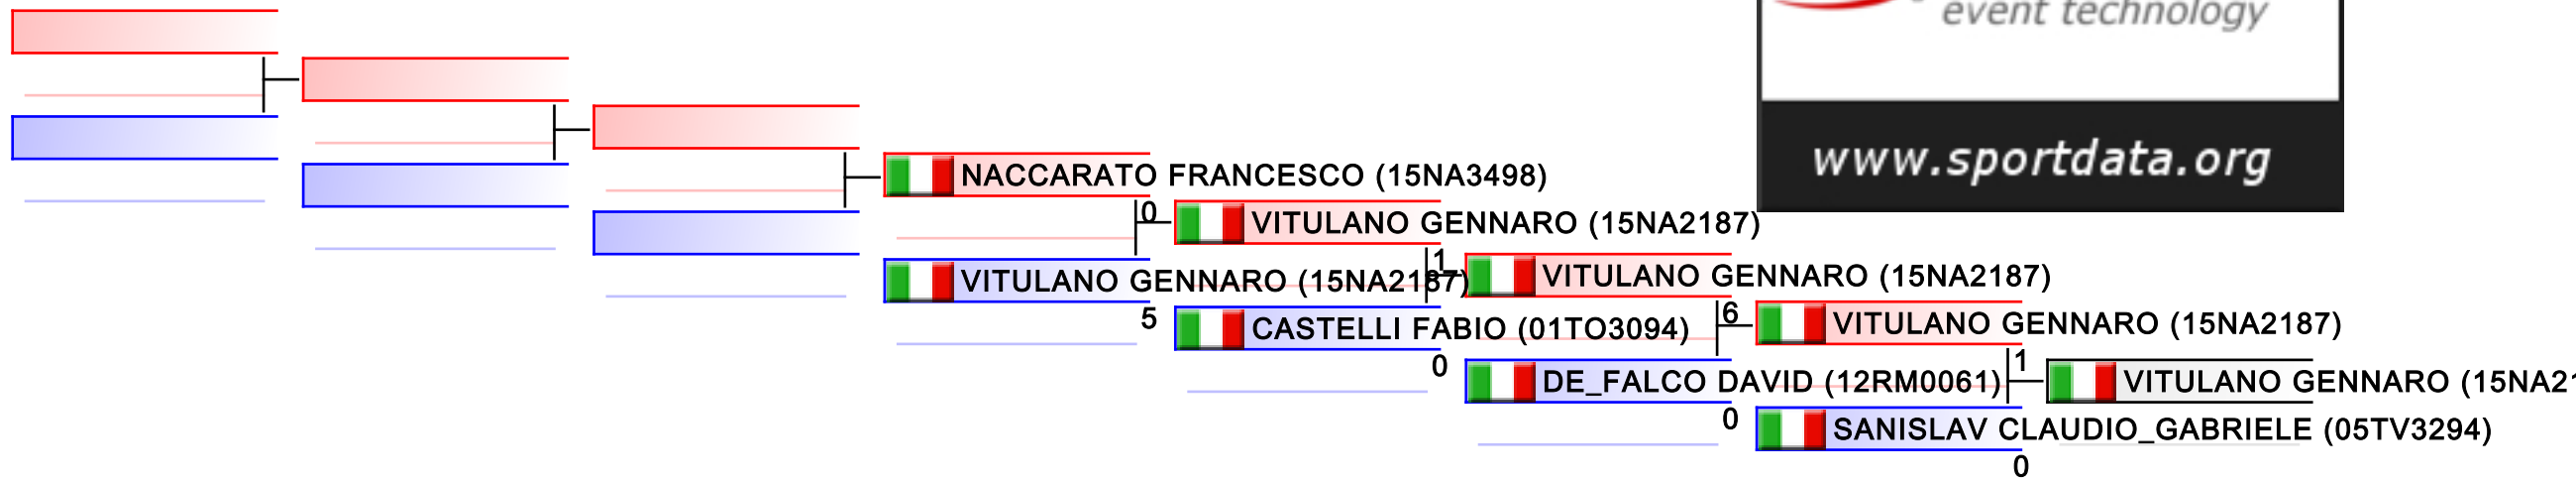 event technology
www.sportdata.org
NACCARATO FRANCESCO (15NA3498)
0
VITULANO GENNARO (15NA2187)
VITULANO GENNARO (15NA2187)
5
1
VITULANO GENNARO (15NA2187)
CASTELLI FABIO (01TO3094)
0
6
VITULANO GENNARO (15NA2187)
DE_FALCO DAVID (12RM0061)
0
1
VITULANO GENNARO (15NA21
SANISLAV CLAUDIO_GABRIELE (05TV3294)
0